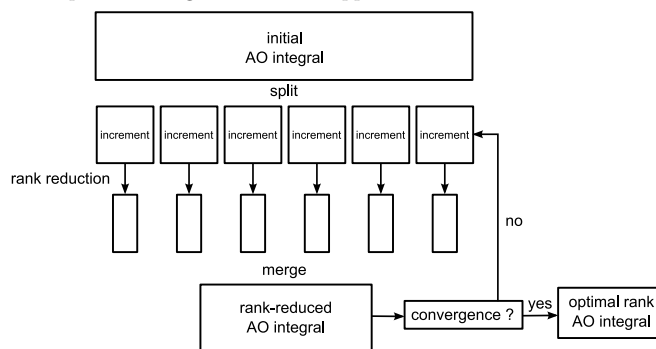 initial
AO integral
split
increment increment increment increment increment increment
rank reduction
no
merge
rank-reduced
AO integral
convergence ?
yes
optimal rank
AO integral